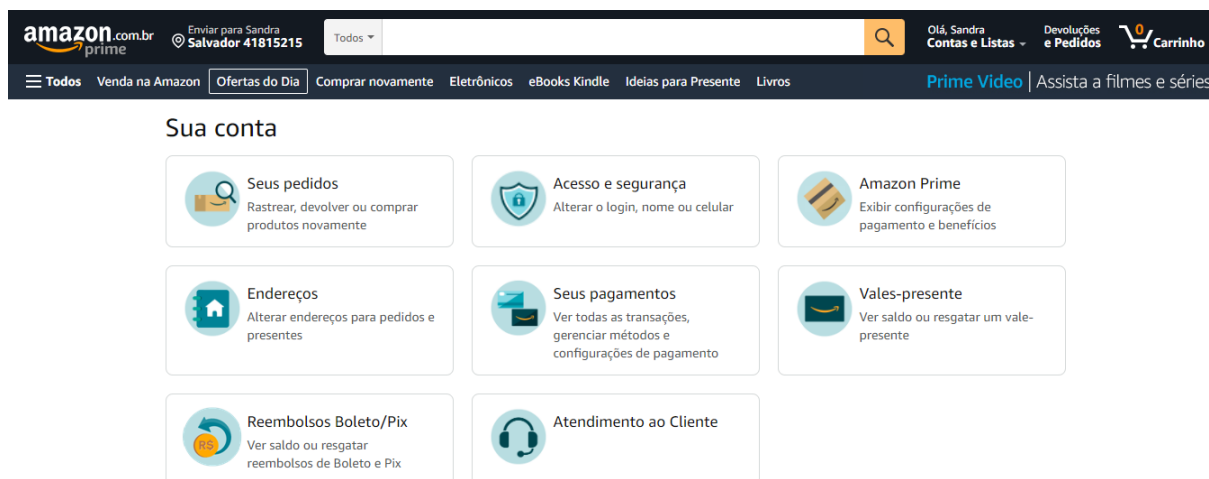 amazon.com.br
prime
Enviar para Sandra
Salvador 41815215
Todos
Olá, Sandra
Contas e Listas
Devoluções
e Pedidos
0
Carrinho
Todos
Venda na Amazon
Ofertas do Dia
Comprar novamente
Eletrônicos
eBooks Kindle
Ideias para Presente
Livros
Prime Video | Assista a filmes e séries
Sua conta
Seus pedidos
Rastrear, devolver ou comprar
produtos novamente
Acesso e segurança
Alterar o login, nome ou celular
Amazon Prime
Exibir configurações de
pagamento e benefícios
Endereços
Alterar endereços para pedidos e
presentes
Seus pagamentos
Ver todas as transações,
gerenciar métodos e
configurações de pagamento
Vales-presente
Ver saldo ou resgatar um vale-
presente
R$
Reembolsos Boleto/Pix
Ver saldo ou resgatar
reembolsos de Boleto e Pix
Atendimento ao Cliente